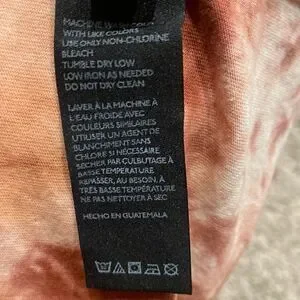 MACHINE WASH COLD
WITH LIKE COLORS
USE ONLY NON-CHLORINE
BLEACH
TUMBLE DRY LOW
LOW IRON AS NEEDED
DO NOT DRY CLEAN
LAVER À LA MACHINE À
L'EAU FROIDE AVEC
COULEURS SIMILAIRES
UTILISER UN AGENT DE
BLANCHIMENT SANS
CHLORE SI NÉCESSAIRE
SÉCHER PAR CULBUTAGE À
BASSE TEMPÉRATURE
REPASSER, AU BESOIN, À
TRÈS BASSE TEMPÉRATURE
NE PAS NETTOYER À SEC
HECHO EN GUATEMALA